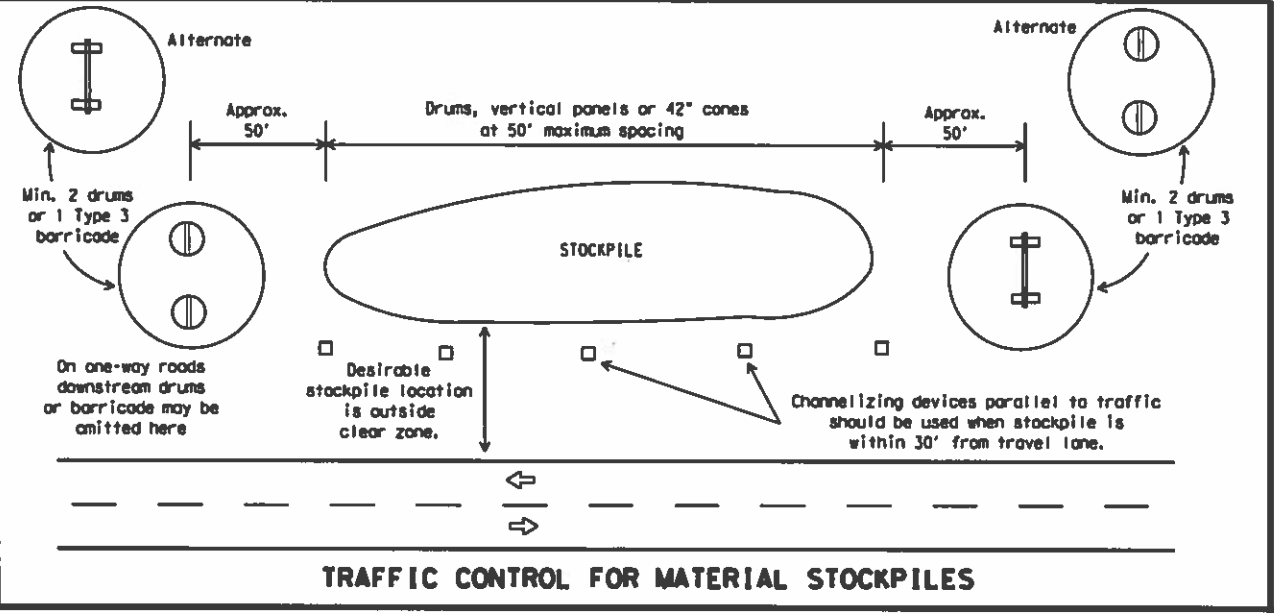 Alternate
Alternate
Approx.
50'
Drums, vertical panels or 42" cones
at 50' maximum spacing
Approx.
50'
Min. 2 drums
or 1 Type 3
barricade
Min. 2 drums
or 1 Type 3
barricade
STOCKPILE
On one-way roads
downstream drums
or barricade may be
omitted here
Desirable
stockpile location
is outside
clear zone.
Channelizing devices parallel to traffic
should be used when stockpile is
within 30' from travel lane.
TRAFFIC CONTROL FOR MATERIAL STOCKPILES